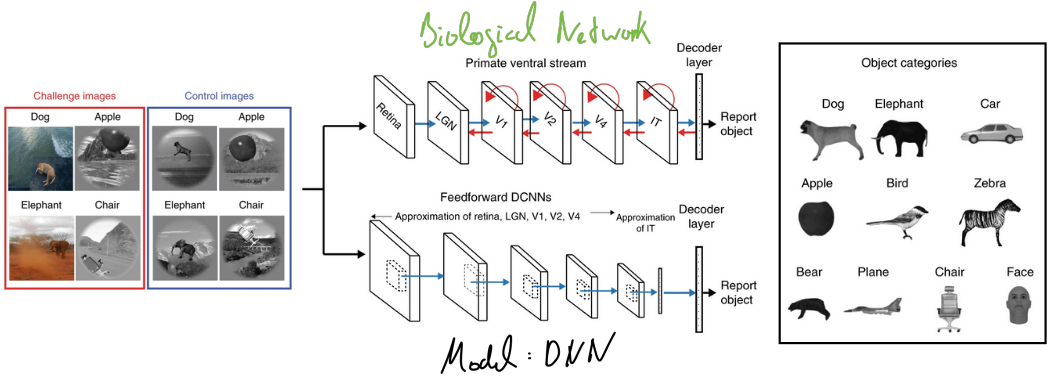 Biological Network
Primate ventral stream
Decoder
layer
Retina
LGN
V1
V2
V4
IT
Report
object
Challenge images
Control images
Dog
Apple
Dog
Apple
Elephant
Chair
Elephant
Chair
Feedforward DCNNs
Approximation of retina, LGN, V1, V2, V4
Approximation
of IT
Decoder
layer
Report
object
Model: DNN
Object categories
Dog
Elephant
Car
Apple
Bird
Zebra
Bear
Plane
Chair
Face